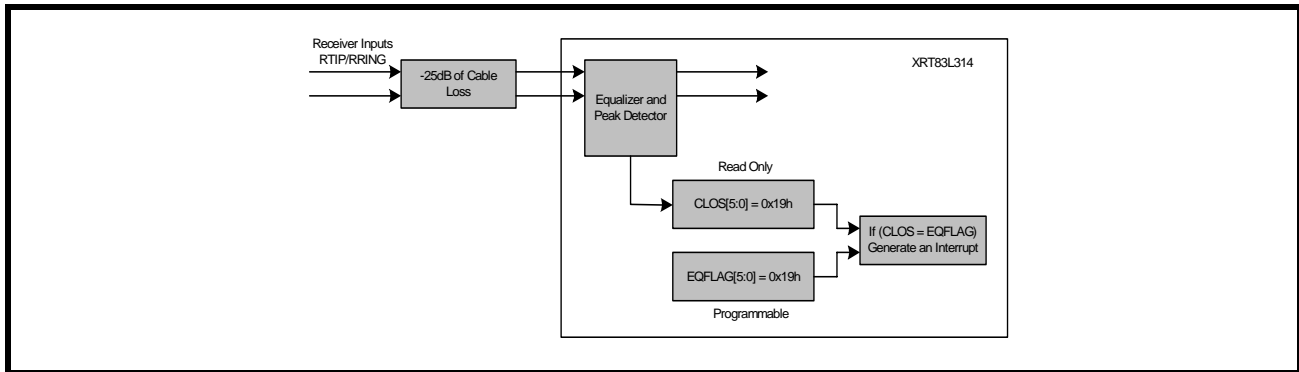 Receiver Inputs
RTIP/RRING
-25dB of Cable
Loss
XRT83L314
Equalizer and
Peak Detector
Read Only
CLOS[5:0] = 0x19h
If (CLOS = EQFLAG)
Generate an Interrupt
EQFLAG[5:0] = 0x19h
Programmable